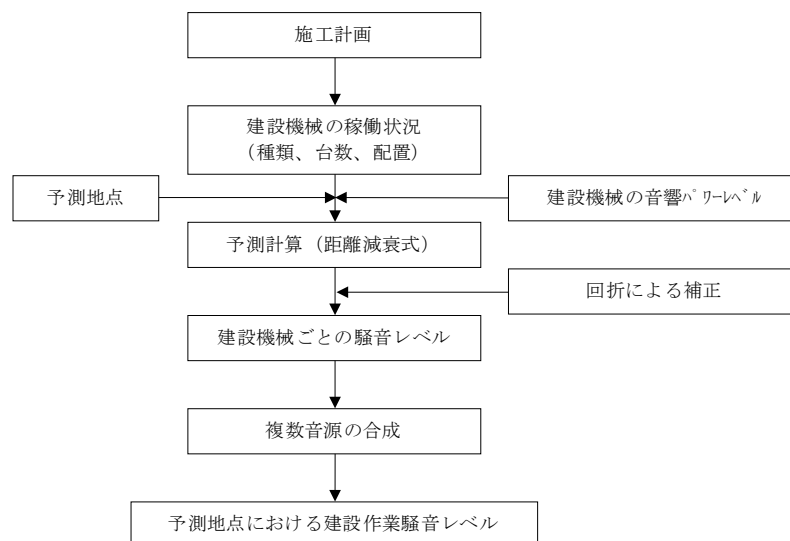 施工計画
建設機械の稼働状況
（種類、台数、配置）
予測地点
建設機械の音響ﾊﾟﾜｰﾚﾍﾞﾙ
予測計算（距離減衰式）
回折による補正
建設機械ごとの騒音レベル
複数音源の合成
予測地点における建設作業騒音レベル